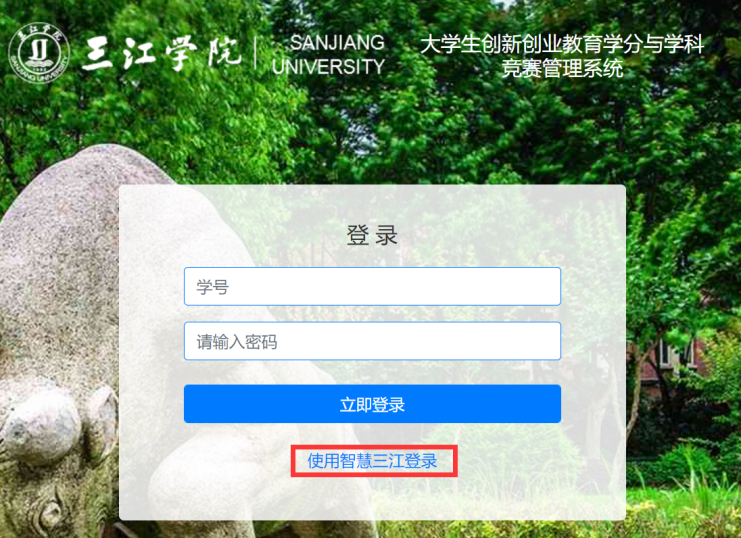 三江学院
SANJIANG
UNIVERSITY
大学生创新创业教育学分与学科
竞赛管理系统
登 录
学号
请输入密码
立即登录
使用智慧三江登录